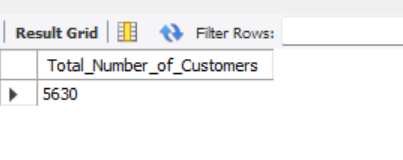 Result Grid Filter Rows:
Total_Number_of_Customers
5630